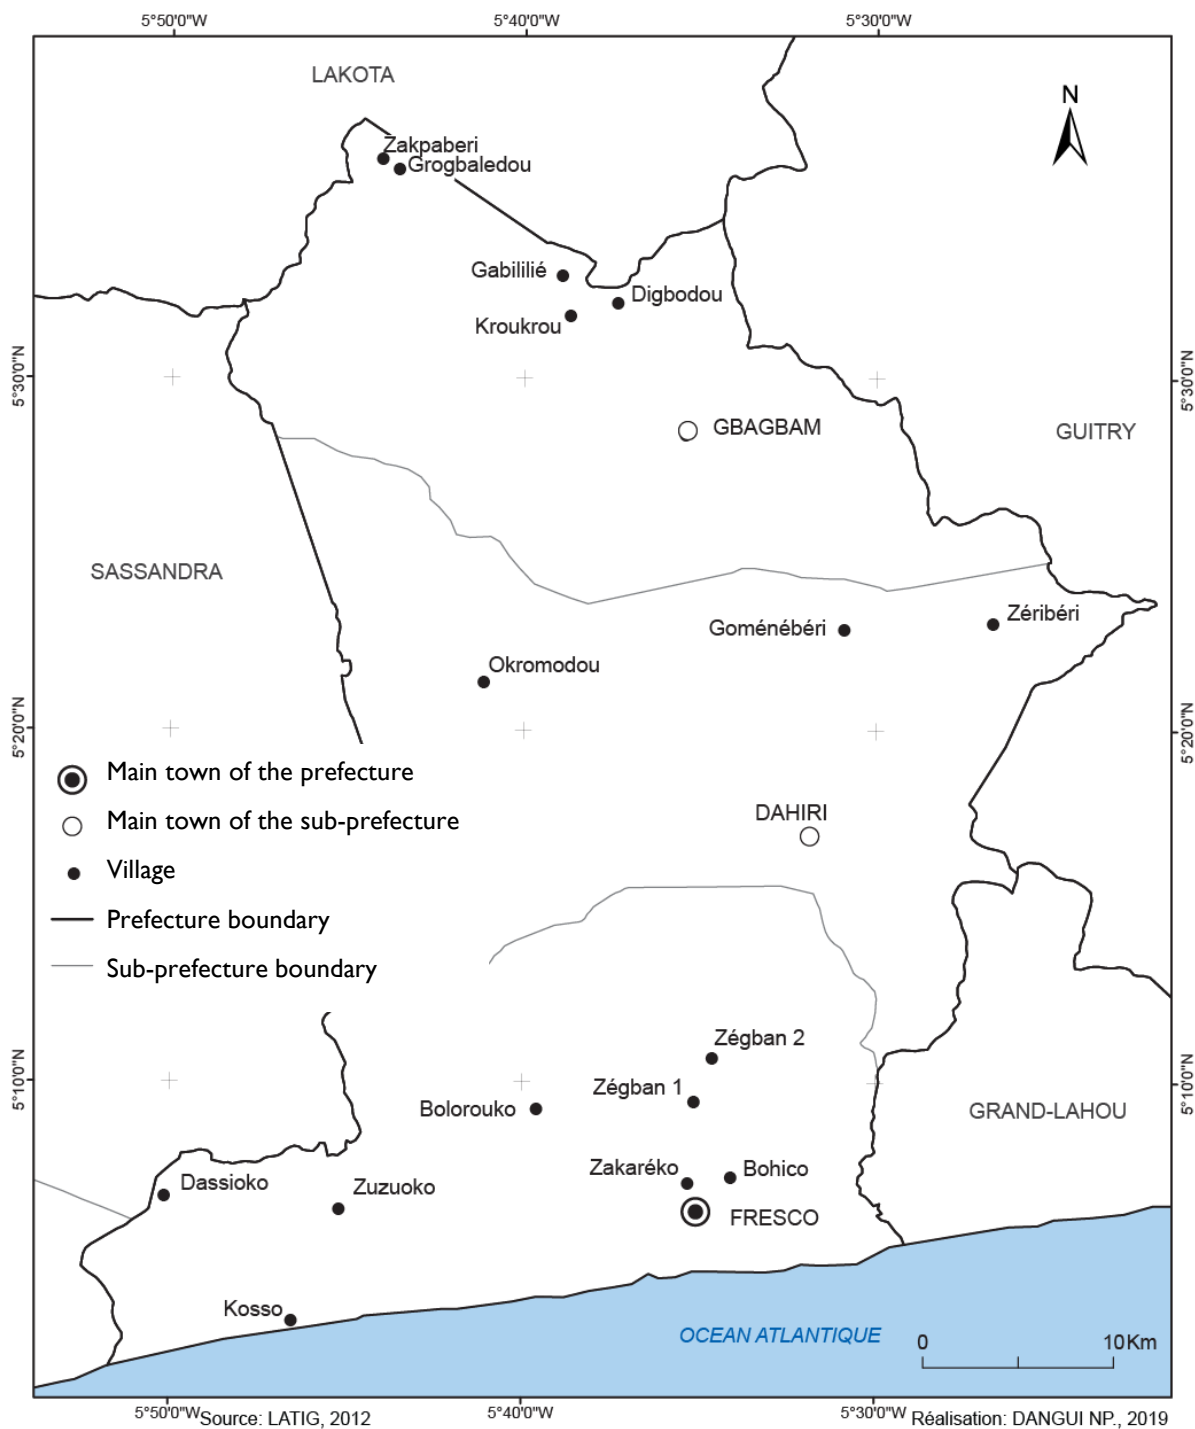 5°50'0"W 5°40'0"W 5°30'0"W
LAKOTA
N
Zakpaberi
Grogbaledou
Gabililié
Digbodou
Kroukrou
5°30'0"N 5°30'0"N
GBAGBAM
GUITRY
SASSANDRA
Zéribéri
Goménébéri
Okromodou
5°20'0"N 5°20'0"N
Main town of the prefecture
DAHIRI
Main town of the sub-prefecture
Village
Prefecture boundary
Sub-prefecture boundary
Zégban 2
5°10'0"N 5°10'0"N
Zégban 1
Bolorouko
GRAND-LAHOU
Zakaréko
Bohico
Dassioko
Zuzuoko
FRESCO
Kosso
OCEAN ATLANTIQUE
0 10Km
5°50'0"W 5°40'0"W 5°30'0"W
Source: LATIG, 2012
Réalisation: DANGUI NP., 2019